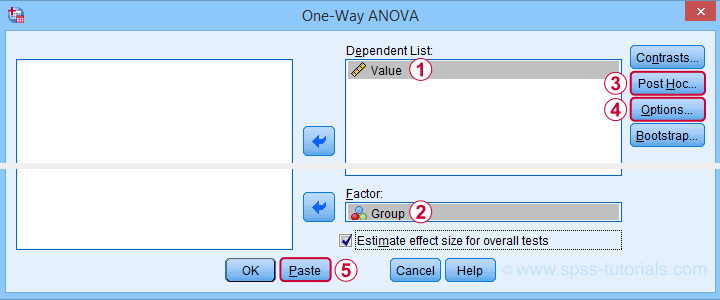 One-Way ANOVA
Dependent List:
Value 1
Contrasts...
3 Post Hoc...
4 Options...
Bootstrap...
Factor:
Group 2
Estimate effect size for overall tests
OK Paste 5 Cancel Help
© www.spss-tutorials.com